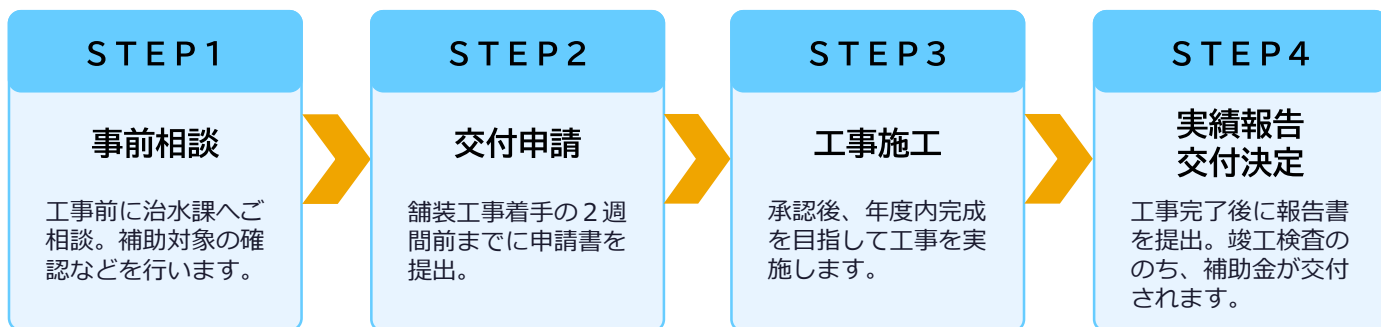 STEP1
事前相談
工事前に治水課へご
相談。補助対象の確
認などを行います。
STEP2
交付申請
舗装工事着手の２週
間前までに申請書を
提出。
STEP3
工事施工
承認後、年度内完成
を目指して工事を実
施します。
STEP4
実績報告
交付決定
工事完了後に報告書
を提出。竣工検査の
のち、補助金が交付
されます。